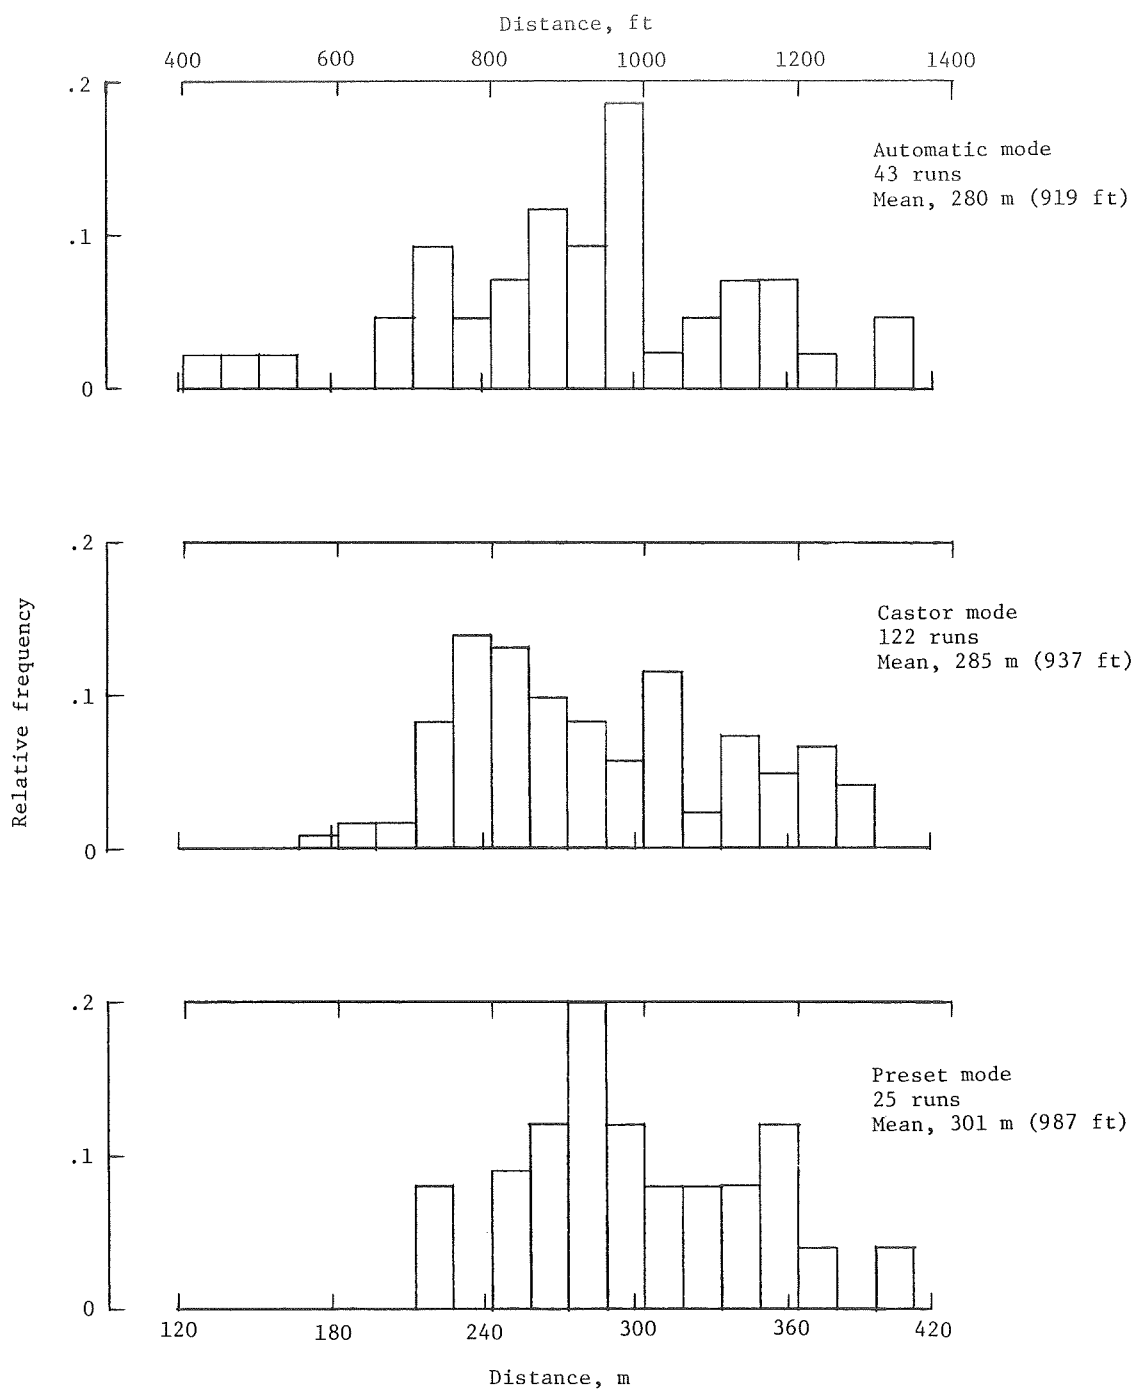 Distance, ft
400 600 800 1000 1200 1400
.2
.1
0
Automatic mode
43 runs
Mean, 280 m (919 ft)
Relative frequency
.2
.1
0
Castor mode
122 runs
Mean, 285 m (937 ft)
.2
.1
0
Preset mode
25 runs
Mean, 301 m (987 ft)
120 180 240 300 360 420
Distance, m